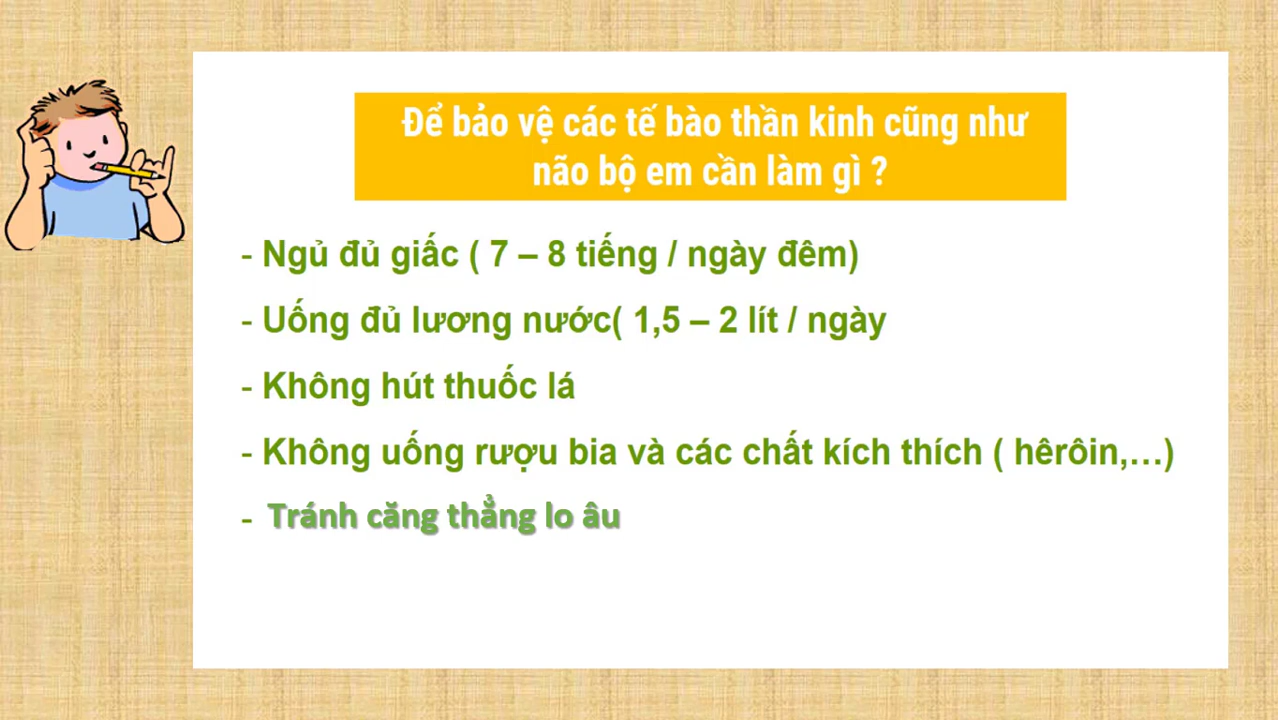 Để bảo vệ các tế bào thần kinh cũng như
não bộ em cần làm gì ?
- Ngủ đủ giấc ( 7 – 8 tiếng / ngày đêm)
- Uống đủ lương nước( 1,5 – 2 lít / ngày
- Không hút thuốc lá
- Không uống rượu bia và các chất kích thích ( hêrôin,…)
- Tránh căng thẳng lo âu